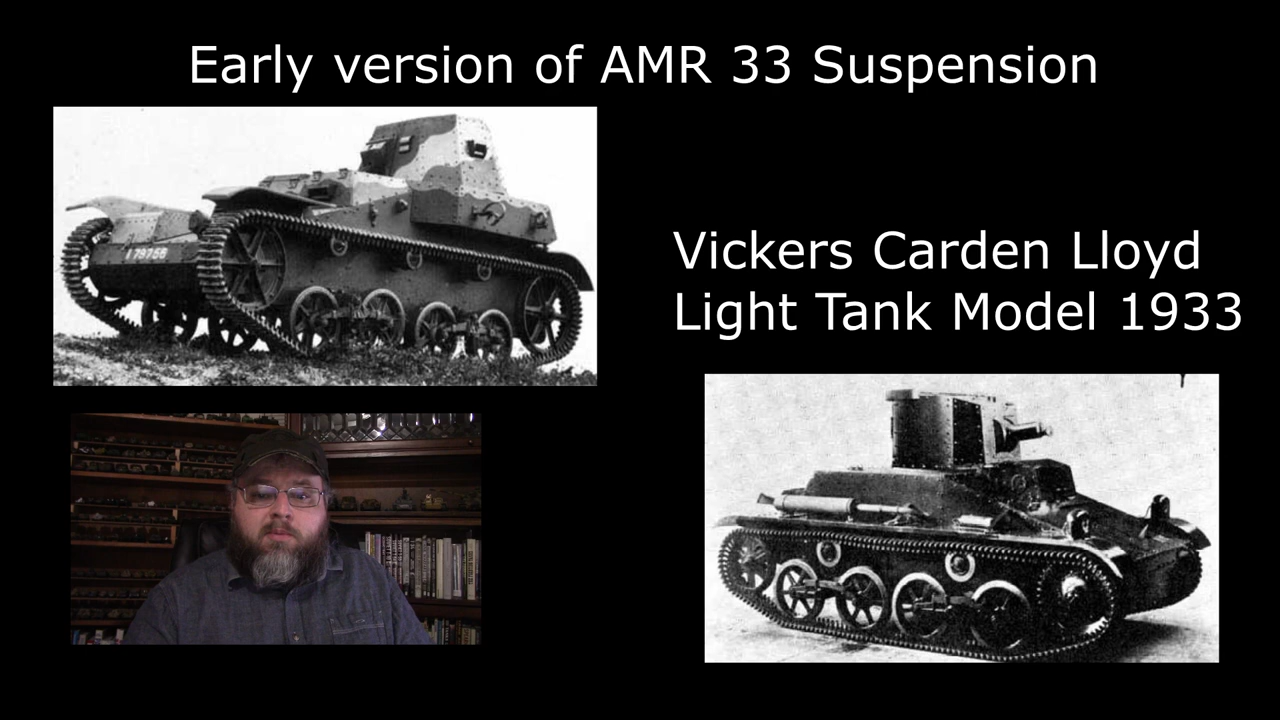 Early version of AMR 33 Suspension
Vickers Carden Lloyd
Light Tank Model 1933